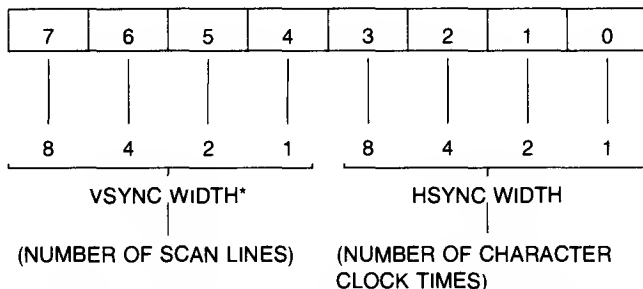 7 6 5 4 3 2 1 0
8 4 2 1 8 4 2 1
VSYNC WIDTH* HSYNC WIDTH
(NUMBER OF SCAN LINES) (NUMBER OF CHARACTER
CLOCK TIMES)